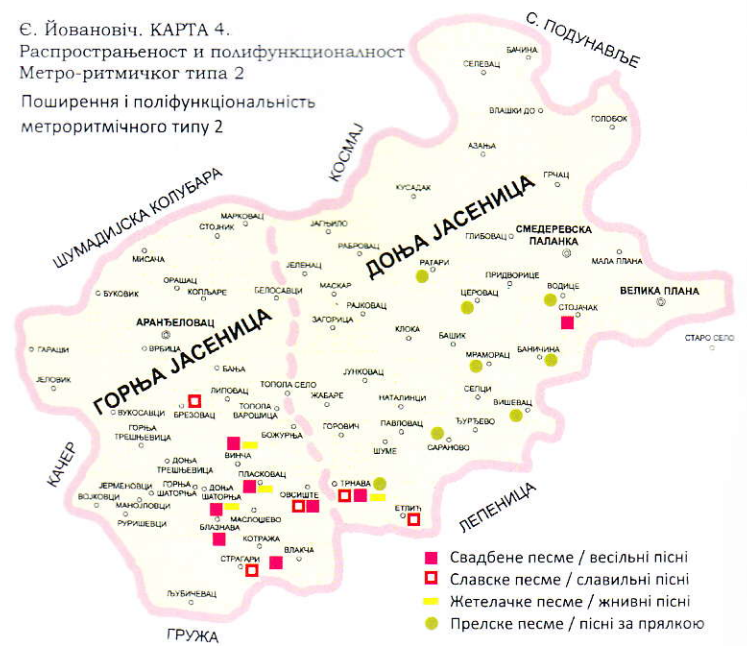 Є. Йовановіч. КАРТА 4.
Распрострањеност и полифункционалност
Метро-ритмичког типа 2
Поширення і поліфункціональність
метроритмічного типу 2
С. ПОДУНАВЉЕ
БАЧИНА
СЕЛЕВАЦ
ВЛАШКИ ДО
ГОЛОБОК
КОСМАЈ
АЗАЊА
ШУМАДИЈСКА КОЛУБАРА
КУСАДАК
ГРЧАЦ
ДОЊА ЈАСЕНИЦА
МАРКОВАЦ
СТОЈНИК
ЈАГЊИЛО
ГЛИБОВАЦ
СМЕДЕРЕВСКА
ПАЛАНКА
РАБРОВАЦ
МИСАЧА
ЈЕЛЕНАЦ
РАТАРИ
МАЛА ПЛАНА
ОРАШАЦ
ПРИДВОРИЦЕ
БУКОВИК
КОПЉАРЕ
БЕЛОСАВЦИ
МАСКАР
ЦЕРОВАЦ
ВОДИЦЕ
ВЕЛИКА ПЛАНА
РАЈКОВАЦ
СТОЈАЧАК
АРАНЂЕЛОВАЦ
ЗАГОРИЦА
КЛОКА
БАШИК
СТАРО СЕЛО
ГАРАШИ
ВРБИЦА
МРАМОРАЦ
БАНИЧИНА
ГОРЊА ЈАСЕНИЦА
БАЊА
ЈУНКОВАЦ
ЈЕЛОВИК
ЛИПОВАЦ
ТОПОЛА СЕЛО
ЖАБАРЕ
НАТАЛИНЦИ
СЕПЦИ
ВИШЕВАЦ
ВУКОСАВЦИ
БРЕЗОВАЦ
ТОПОЛА
ВАРОШИЦА
ГОРЊА
ТРЕШЊЕВИЦА
БОЖУРЊА
ГОРОВИЧ
ПАВЛОВАЦ
ЂУРЂЕВО
ШУМЕ
САРАНОВО
КАЧЕР
ДОЊА
ТРЕШЊЕВИЦА
ВИНЧА
ПЛАСКОВАЦ
ЈЕРМЕНОВЦИ
ГОРЊА
ШАТОРЊА
ДОЊА
ШАТОРЊА
ОВСИШТЕ
ТРНАВА
ВОЈКОВЦИ
МАНОЈЛОВЦИ
ЕТЛИЋ
ЛЕПЕНИЦА
РУРИШЕВЦИ
БЛАЗНАВА
МАСЛОШЕВО
КОТРАЖА
СТРАГАРИ
ВЛАКЧА
ЉУБИЧЕВАЦ
ГРУЖА
Свадбене песме / весільні пісні
Славске песме / славильні пісні
Жетелачке песме / жнивні пісні
Прелске песме / пісні за прялкою